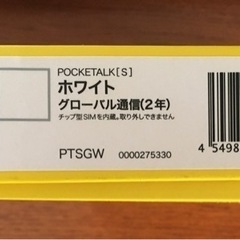 POCKETALK[S]
ホワイト
グローバル通信(2年)
チップ型SIMを内蔵。取り外しできません
PTSGW 0000275330
4 5498